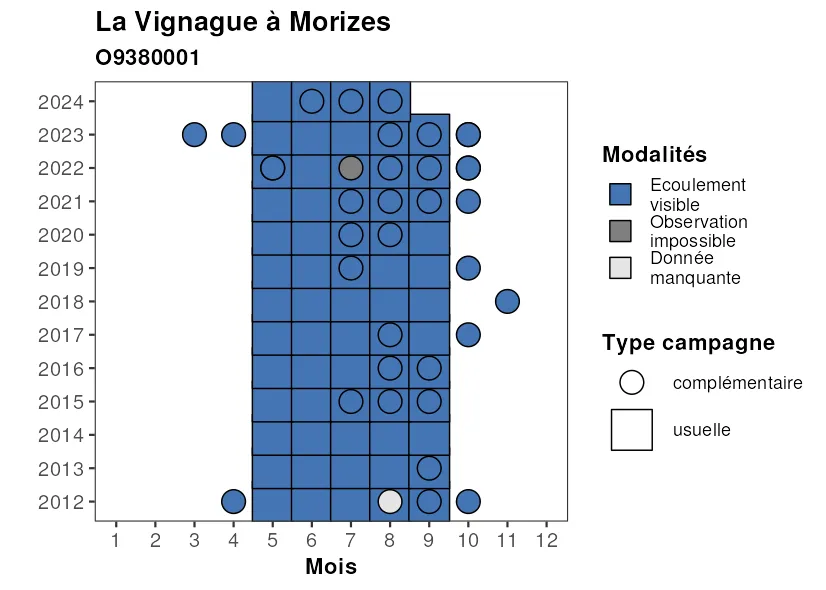 La Vignague à Morizes
O9380001
2024
2023
2022
2021
2020
2019
2018
2017
2016
2015
2014
2013
2012
1 2 3 4 5 6 7 8 9 10 11 12
Mois
Modalités
Ecoulement
visible
Observation
impossible
Donnée
manquante
Type campagne
complémentaire
usuelle